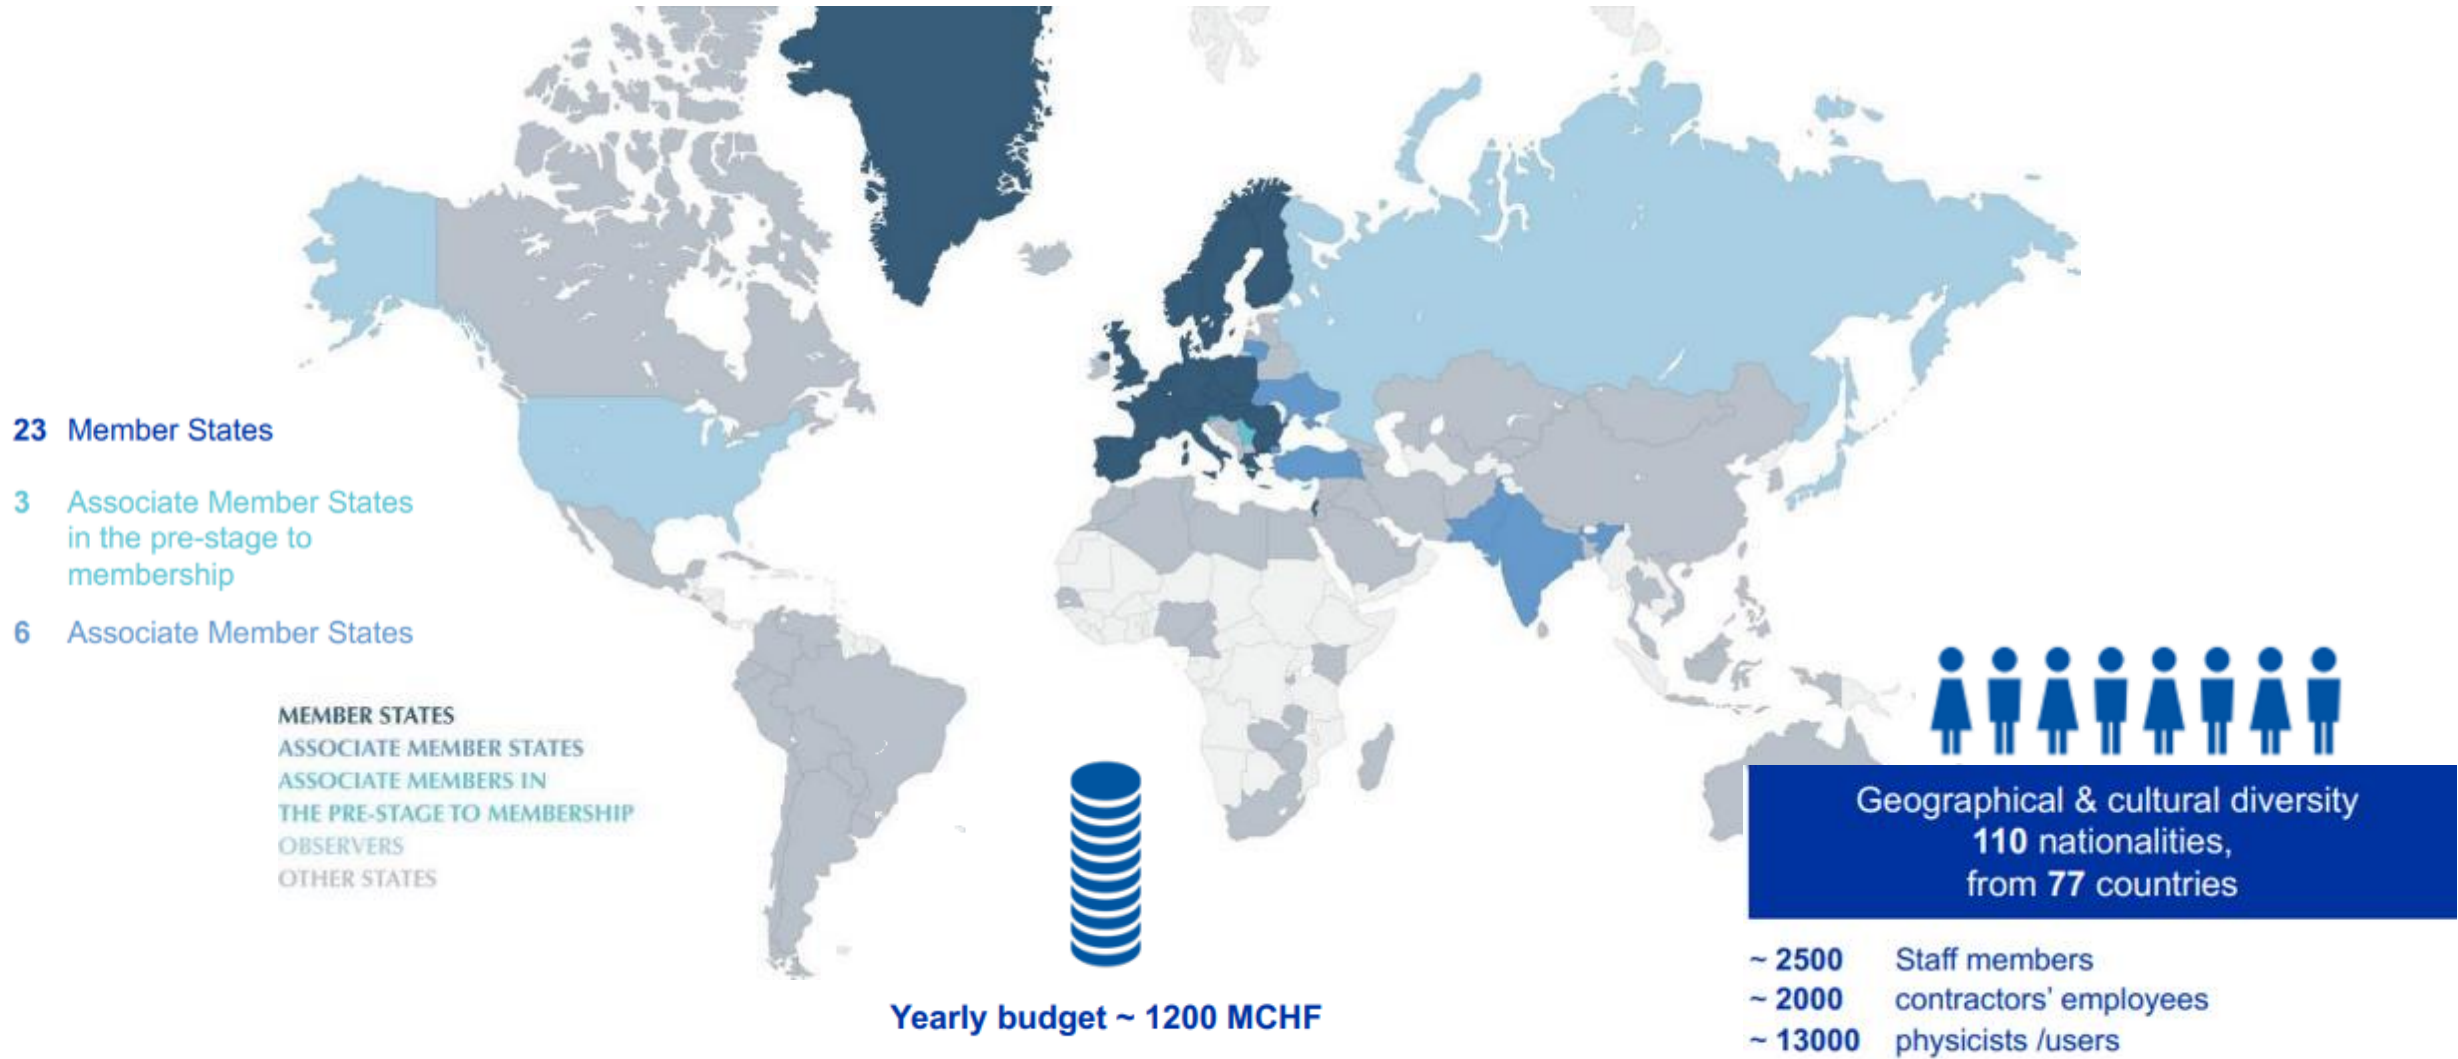 23 Member States
3 Associate Member States
in the pre-stage to
membership
6 Associate Member States
MEMBER STATES
ASSOCIATE MEMBER STATES
ASSOCIATE MEMBERS IN
THE PRE-STAGE TO MEMBERSHIP
OBSERVERS
OTHER STATES
Yearly budget ~ 1200 MCHF
Geographical & cultural diversity
110 nationalities,
from 77 countries
~ 2500 Staff members
~ 2000 contractors' employees
~ 13000 physicists /users